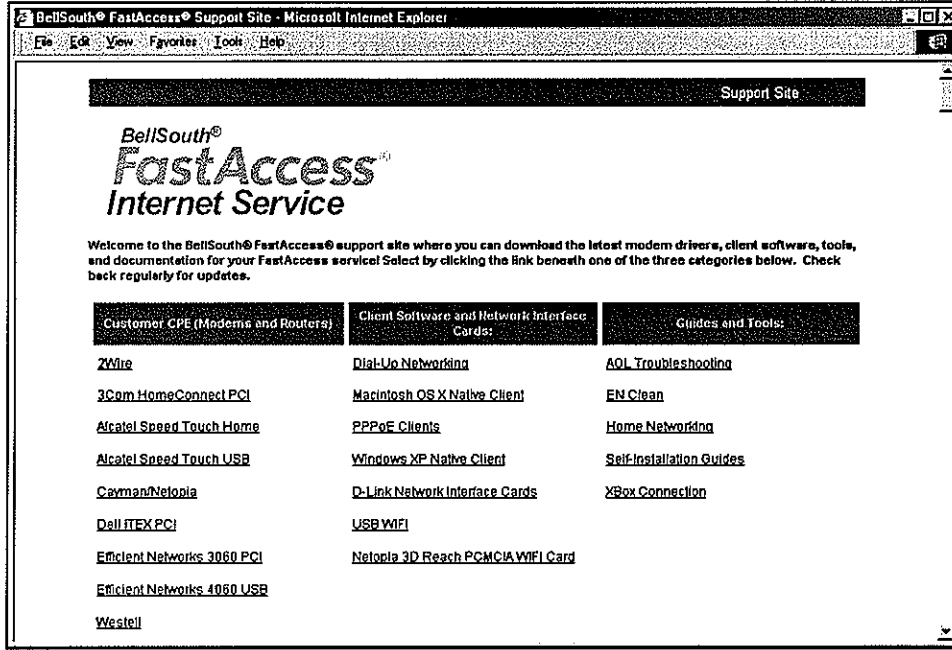 BellSouth® FastAccess® Support Site - Microsoft Internet Explorer
File Edit View Favorites Tools Help
Support Site
BellSouth®
FastAccess®
Internet Service
Welcome to the BellSouth® FastAccess® support site where you can download the latest modem drivers, client software, tools,
and documentation for your FastAccess service! Select by clicking the link beneath one of the three categories below. Check
back regularly for updates.
Customer CPE (Modems and Routers)
2Wire
3Com HomeConnect PCI
Alcatel Speed Touch Home
Alcatel Speed Touch USB
Cayman/Netopia
Dell ITEX PCI
Efficient Networks 3060 PCI
Efficient Networks 4060 USB
Westell
Client Software and Network Interface
Cards:
Dial-Up Networking
Macintosh OS X Native Client
PPPoE Clients
Windows XP Native Client
D-Link Network Interface Cards
USB WIFI
Netopia 3D Reach PCMCIA WIFI Card
Guides and Tools:
AOL Troubleshooting
EN Clean
Home Networking
Self-Installation Guides
XBox Connection